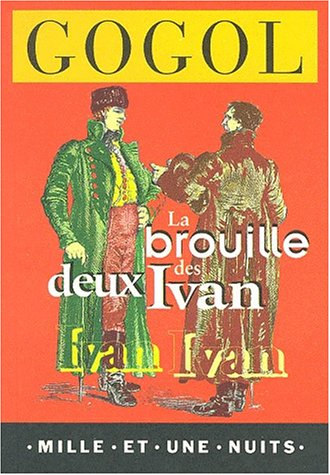 GOGOL
La
brouille
des
deux Ivan
Ivan Ivan
·MILLE·ET·UNE·NUITS·